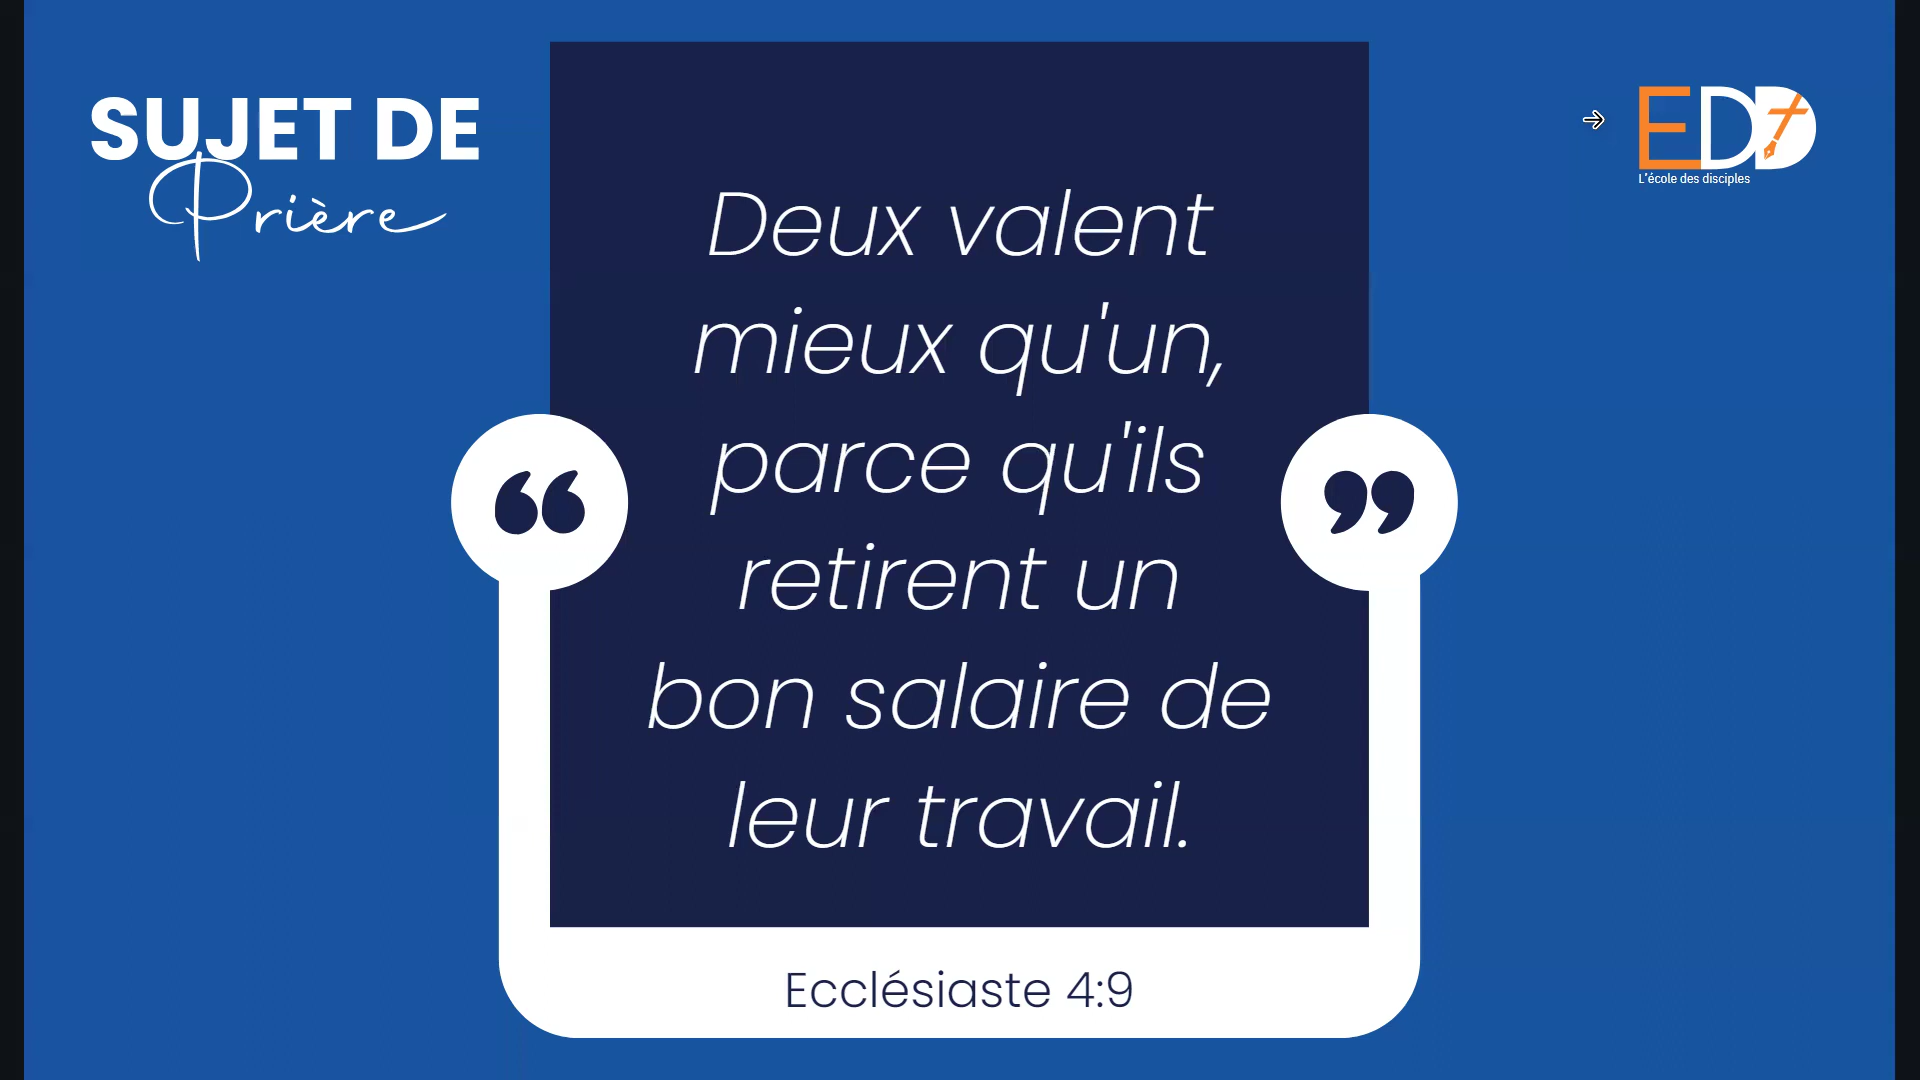 SUJET DE
Prière
EDD
L'école des disciples
“
Deux valent
mieux qu'un,
parce qu'ils
retirent un
bon salaire de
leur travail.
”
Ecclésiaste 4:9